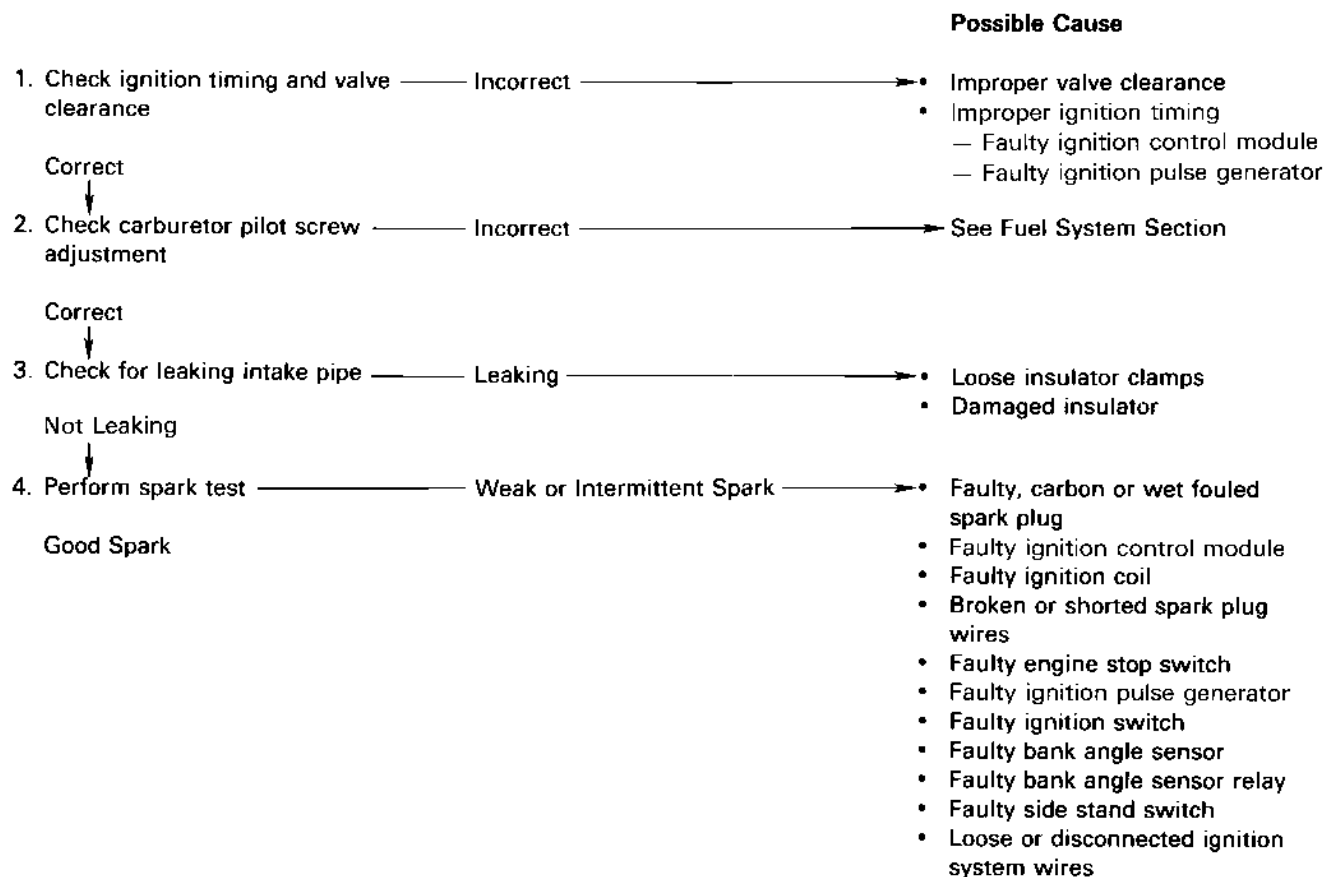 Possible Cause
1. Check ignition timing and valve clearance
Incorrect
• Improper valve clearance
• Improper ignition timing
— Faulty ignition control module
— Faulty ignition pulse generator
Correct
2. Check carburetor pilot screw adjustment
Incorrect
See Fuel System Section
Correct
3. Check for leaking intake pipe
Leaking
• Loose insulator clamps
• Damaged insulator
Not Leaking
4. Perform spark test
Weak or Intermittent Spark
• Faulty, carbon or wet fouled
spark plug
• Faulty ignition control module
• Faulty ignition coil
• Broken or shorted spark plug
wires
• Faulty engine stop switch
• Faulty ignition pulse generator
• Faulty ignition switch
• Faulty bank angle sensor
• Faulty bank angle sensor relay
• Faulty side stand switch
• Loose or disconnected ignition
system wires
Good Spark